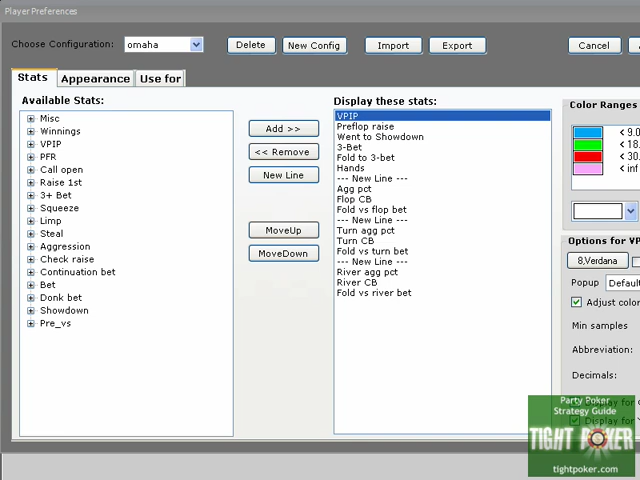 Player Preferences
Choose Configuration: omaha Delete New Config Import Export Cancel
Stats Appearance Use for
Available Stats:
Misc
Winnings
VPIP
PFR
Call open
Raise 1st
3+ Bet
Squeeze
Limp
Steal
Aggression
Check raise
Continuation bet
Bet
Donk bet
Showdown
Pre_vs
Add >>
<< Remove
New Line
MoveUp
MoveDown
Display these stats:
VPIP
Preflop raise
Went to Showdown
3-Bet
Fold to 3-bet
Hands
--- New Line ---
Agg pct
Flop CB
Fold vs flop bet
--- New Line ---
Turn agg pct
Turn CB
Fold vs turn bet
--- New Line ---
River agg pct
River CB
Fold vs river bet
Color Ranges
< 9.0
< 18.
< 30.
< inf
Options for VP
8,Verdana
Popup Default
Adjust color
Min samples
Abbreviation:
Decimals:
Display for
Display for
Party Poker
Strategy Guide
TIGHT POKER
tightpoker.com